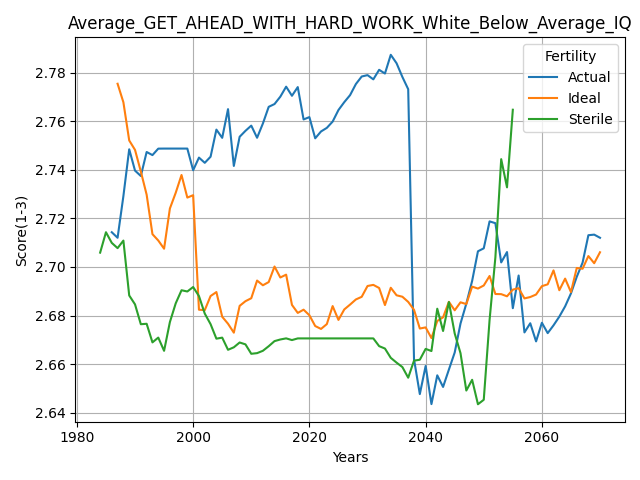 Average_GET_AHEAD_WITH_HARD_WORK_White_Below_Average_IQ
Fertility
Actual
Ideal
Sterile
Score(1-3)
2.78
2.76
2.74
2.72
2.70
2.68
2.66
2.64
1980
2000
2020
2040
2060
Years